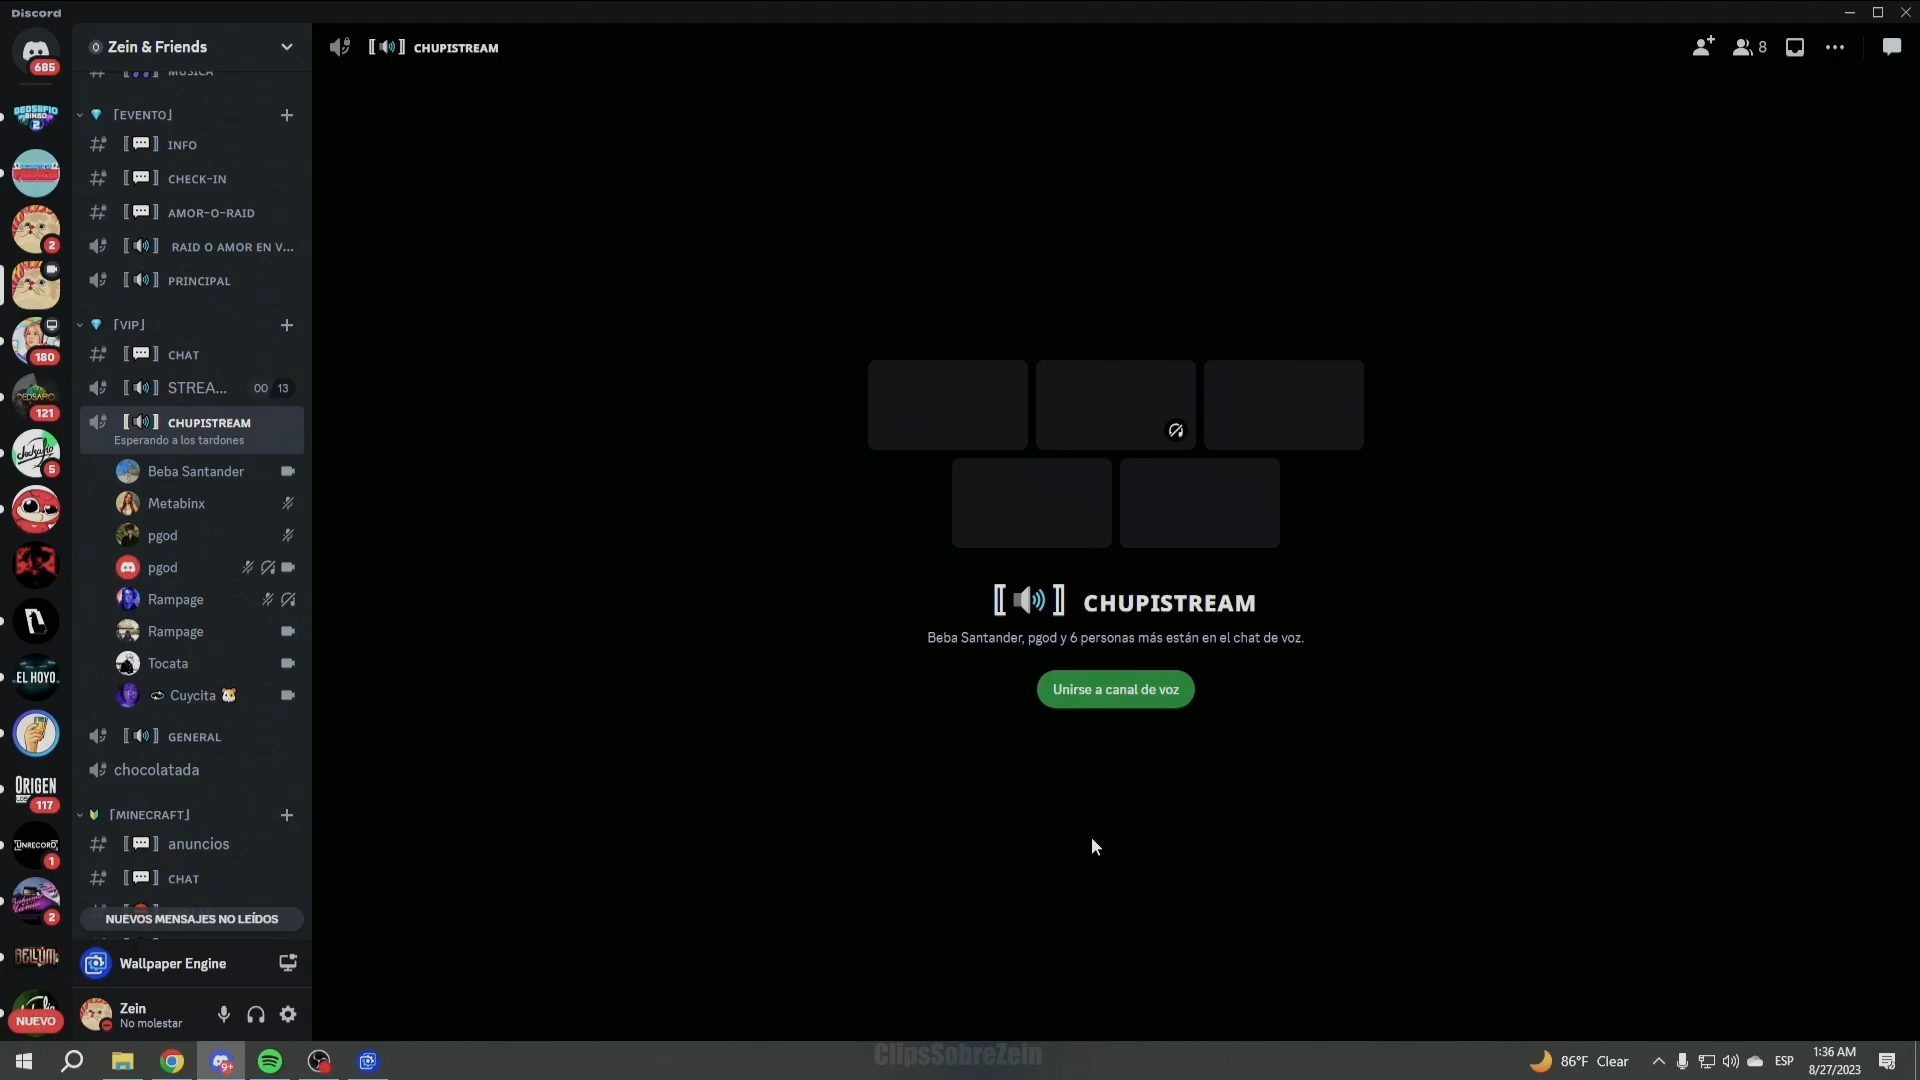 Discord
Zein & Friends
CHUPISTREAM
8
685
MUSICA
「EVENTO」
INFO
CHECK-IN
AMOR-O-RAID
RAID O AMOR EN V...
PRINCIPAL
2
「VIP」
CHAT
180
STREA... 00 13
121
CHUPISTREAM
Esperando a los tardones
5
Beba Santander
Metabinx
pgod
pgod
Rampage
Rampage
Tocata
Cuycita
EL HOYO
GENERAL
chocolatada
ORIGEN
117
「MINECRAFT」
anuncios
UNRECORD
1
CHAT
2
NUEVOS MENSAJES NO LEÍDOS
BELLUM
Wallpaper Engine
NUEVO
Zein
No molestar
CHUPISTREAM
Beba Santander, pgod y 6 personas más están en el chat de voz.
Unirse a canal de voz
ClipsSobreZein
9+
86°F Clear
ESP
1:36 AM
8/27/2023